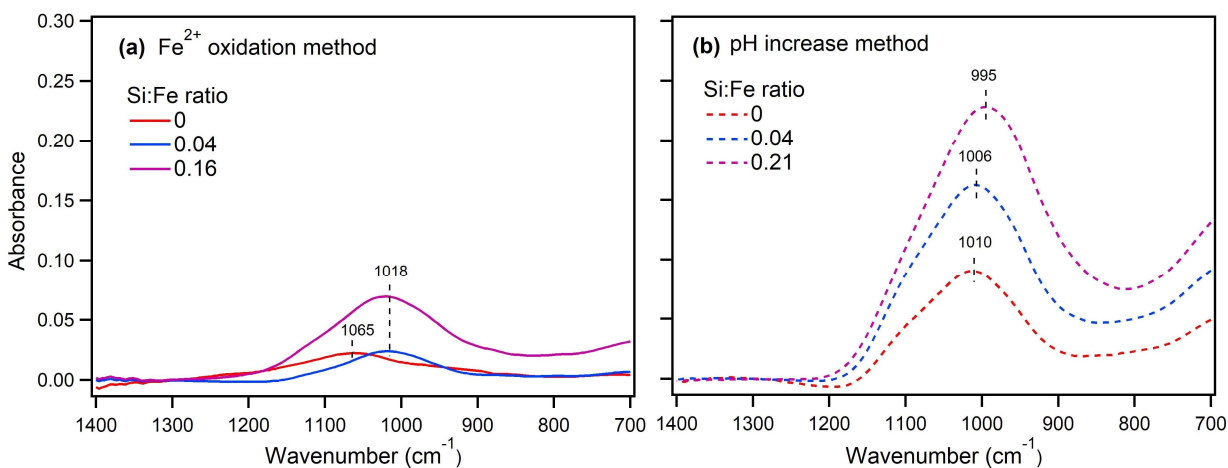 (a) Fe2+ oxidation method
Si:Fe ratio
0
0.04
0.16
1065
1018
0.30
0.25
0.20
0.15
0.10
0.05
0.00
Absorbance
1400 1300 1200 1100 1000 900 800 700
Wavenumber (cm-1)
(b) pH increase method
Si:Fe ratio
0
0.04
0.21
995
1006
1010
1400 1300 1200 1100 1000 900 800 700
Wavenumber (cm-1)